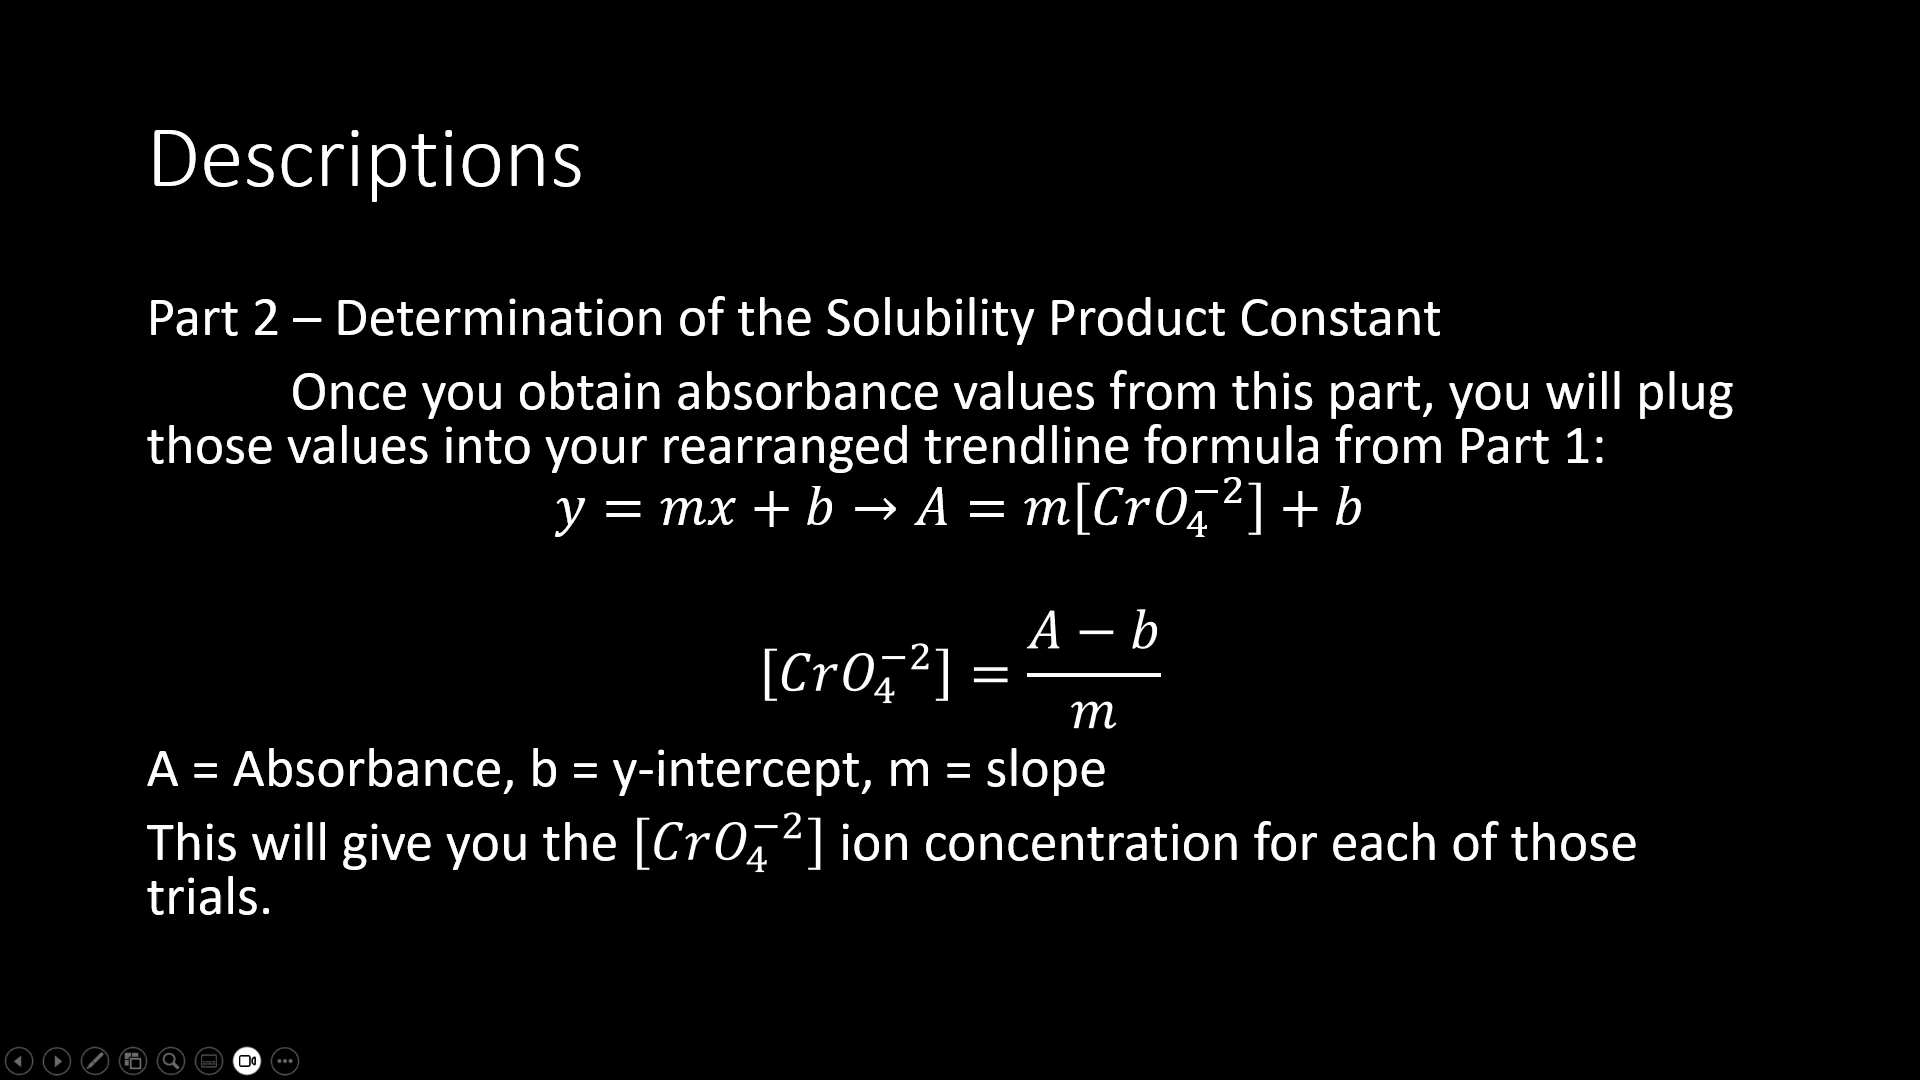 Descriptions
Part 2 – Determination of the Solubility Product Constant
Once you obtain absorbance values from this part, you will plug
those values into your rearranged trendline formula from Part 1:
y = mx + b → A = m[CrO₄⁻²] + b
[CrO₄⁻²] = (A − b)/m
A = Absorbance, b = y-intercept, m = slope
This will give you the [CrO₄⁻²] ion concentration for each of those
trials.